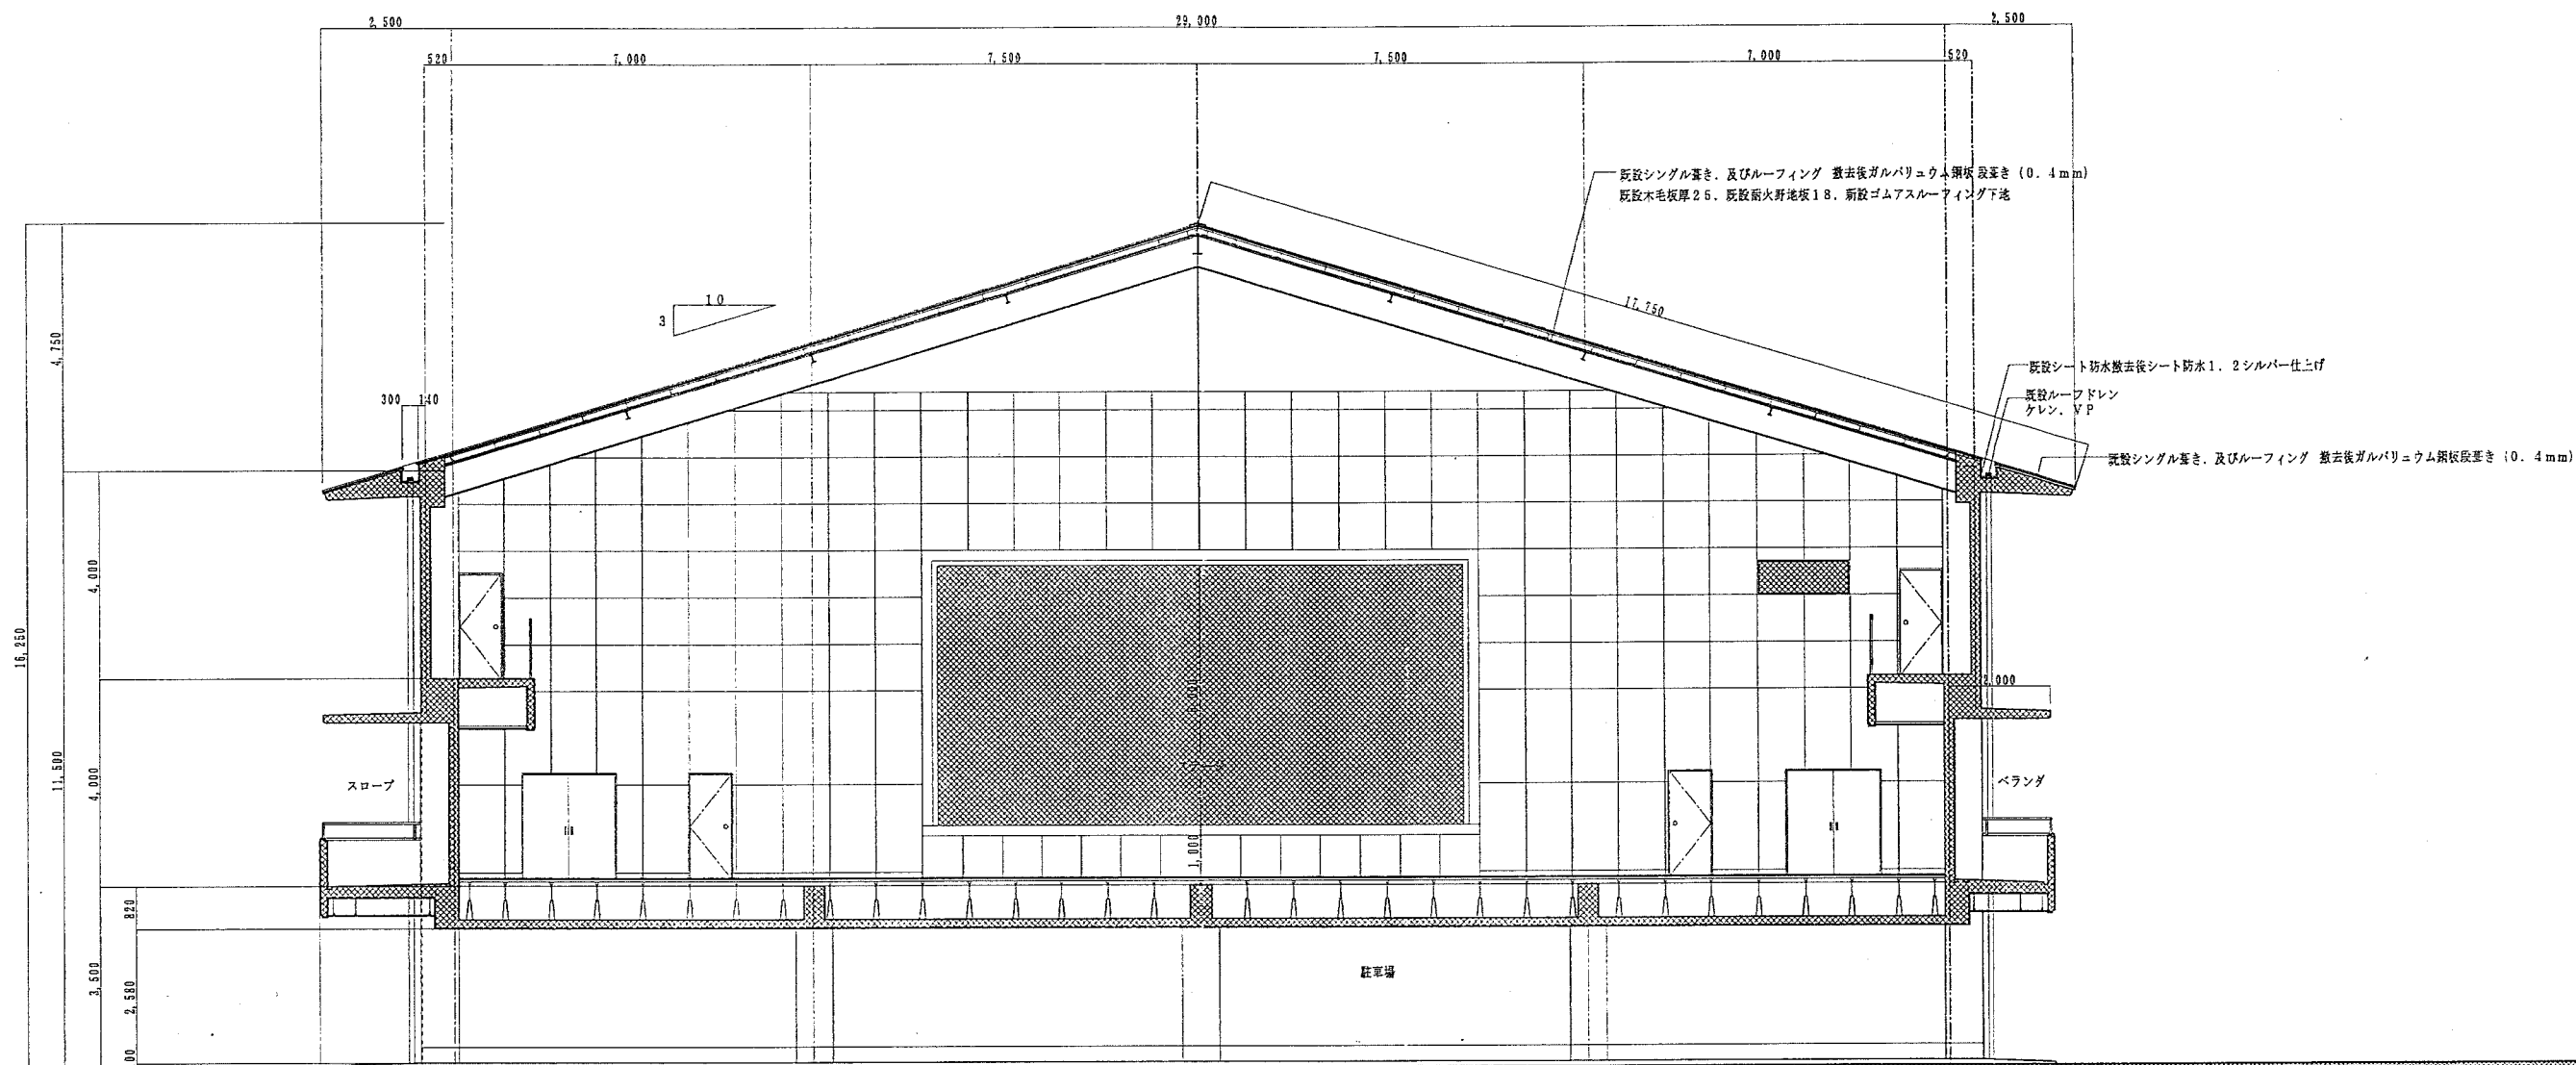 2,500
29,000
2,500
520
7,000
7,500
7,500
7,000
520
既設シングル葺き．及びルーフィング 撤去後ガルバリュウム鋼板段葺き（０．４ｍｍ）
既設木毛板厚２５．既設耐火野地板１８．新設ゴムアスルーフィング下地
１０
３
17,750
4,750
300
140
既設シート防水撤去後シート防水１．２シルバー仕上げ
既設ルーフドレン
ケレン．ＶＰ
既設シングル葺き．及びルーフィング 撤去後ガルバリュウム鋼板段葺き（０．４ｍｍ）
4,000
16,250
2,000
11,500
4,000
スロープ
ベランダ
1,000
820
3,500
2,580
駐車場